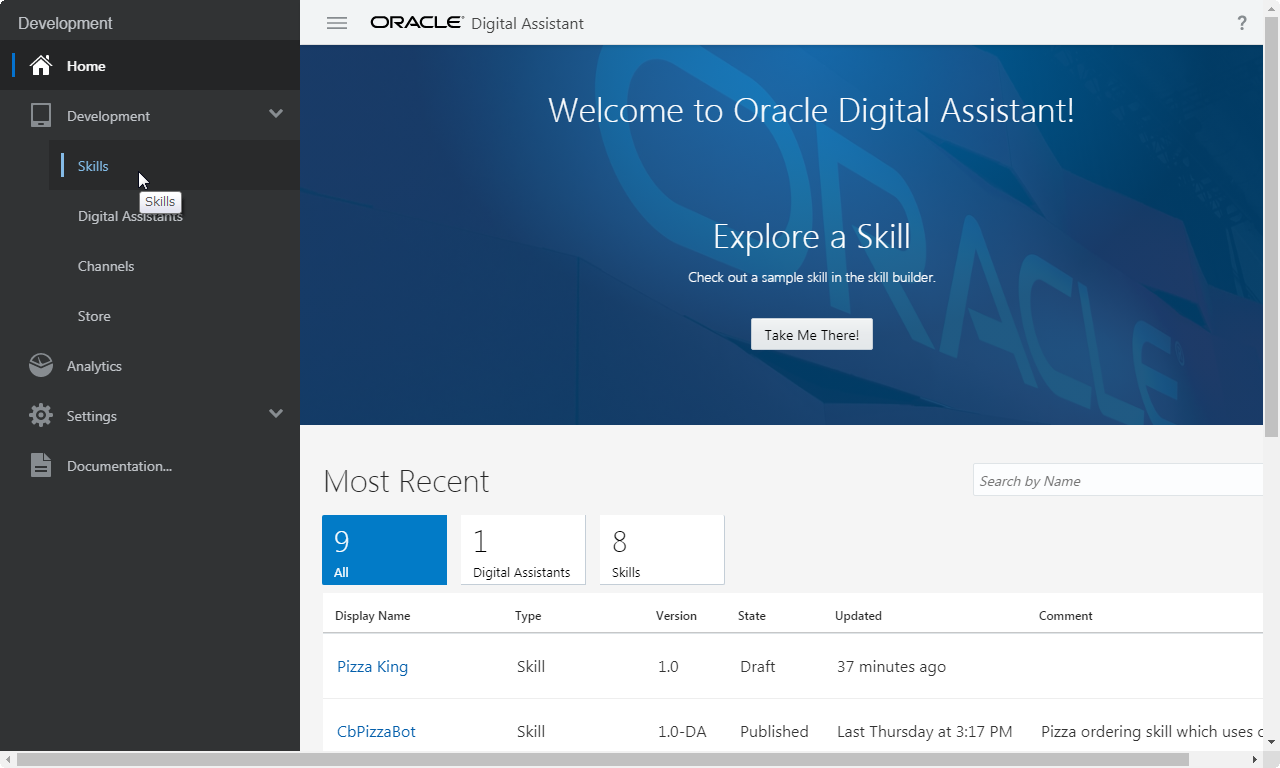 Development
Home
Development
Skills
Skills
Digital Assistants
Channels
Store
Analytics
Settings
Documentation...
ORACLE® Digital Assistant
?
Welcome to Oracle Digital Assistant!
Explore a Skill
Check out a sample skill in the skill builder.
Take Me There!
ORACLE
Most Recent
Search by Name
9
All
1
Digital Assistants
8
Skills
Display Name Type Version State Updated Comment
Pizza King Skill 1.0 Draft 37 minutes ago
CbPizzaBot Skill 1.0-DA Published Last Thursday at 3:17 PM Pizza ordering skill which uses